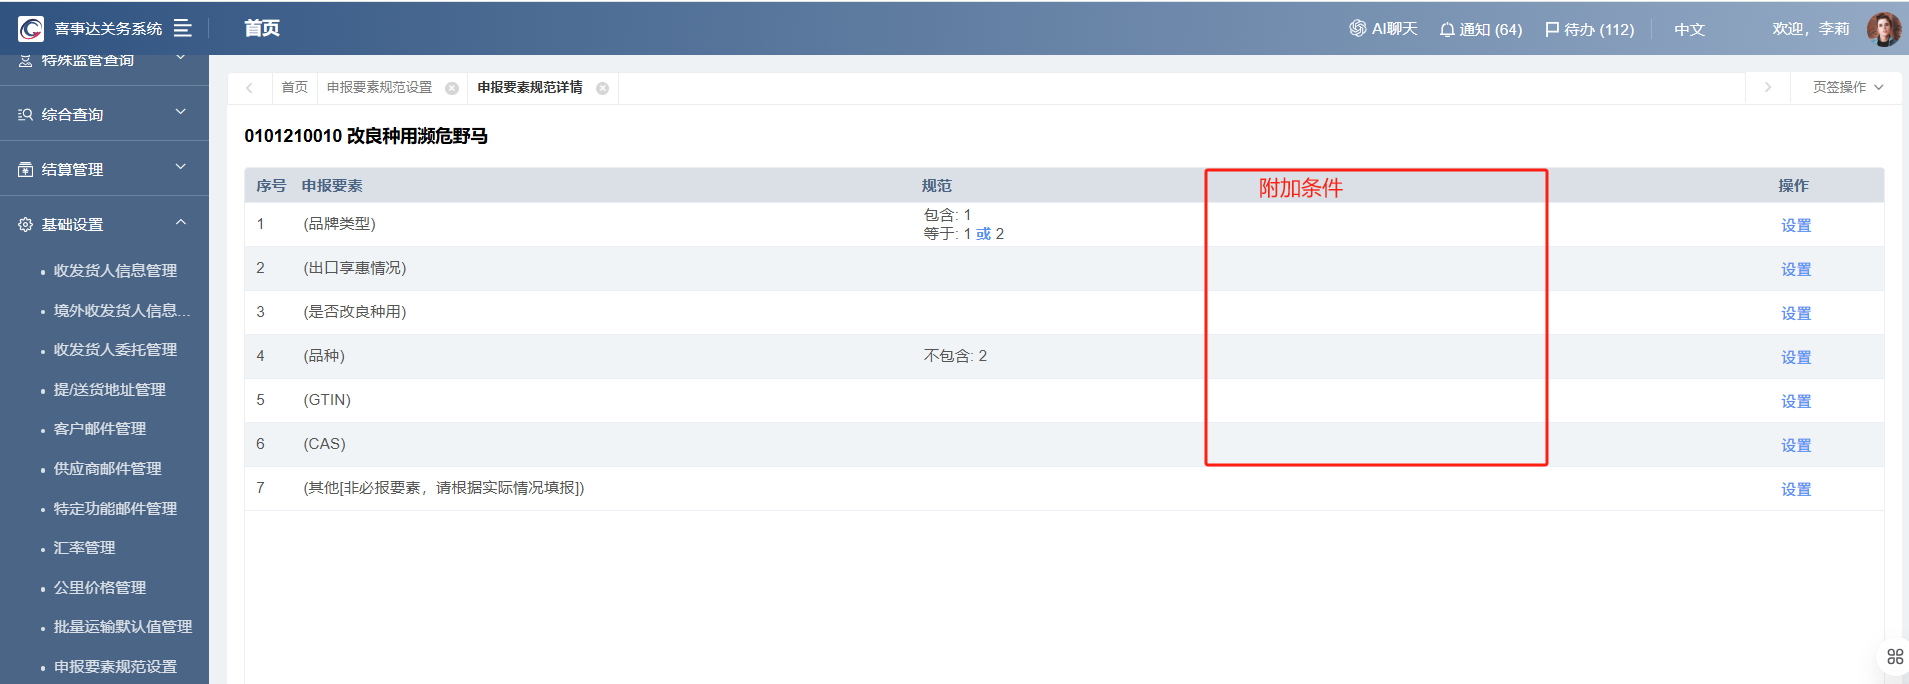 喜事达关务系统
首页
AI聊天
通知 (64)
待办 (112)
中文
欢迎，李莉
特殊监管查询
综合查询
结算管理
基础设置
收发货人信息管理
境外收发货人信息...
收发货人委托管理
提/送货地址管理
客户邮件管理
供应商邮件管理
特定功能邮件管理
汇率管理
公里价格管理
批量运输默认值管理
申报要素规范设置
首页 申报要素规范设置 申报要素规范详情 页签操作
0101210010 改良种用濒危野马
序号 申报要素 规范 附加条件 操作
1 (品牌类型) 包含: 1 设置
等于: 1 或 2
2 (出口享惠情况) 设置
3 (是否改良种用) 设置
4 (品种) 不包含: 2 设置
5 (GTIN) 设置
6 (CAS) 设置
7 (其他[非必报要素，请根据实际情况填报]) 设置